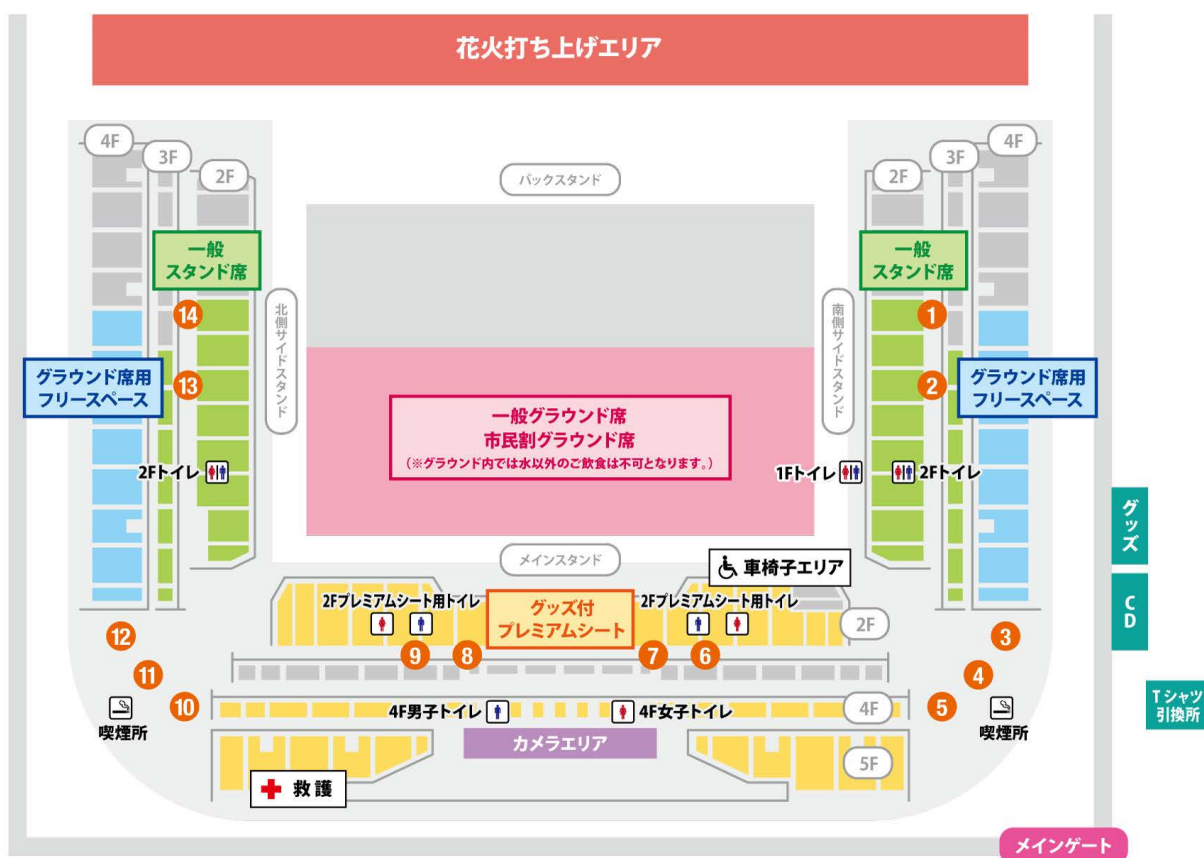 花火打ち上げエリア
4F
3F
2F
バックスタンド
2F
3F
4F
一般
スタンド席
一般
スタンド席
14
北側サイドスタンド
南側サイドスタンド
1
グラウンド席用
フリースペース
13
2
グラウンド席用
フリースペース
一般グラウンド席
市民割グラウンド席
(※グラウンド内では水以外のご飲食は不可となります。)
2Fトイレ
1Fトイレ
2Fトイレ
グッズ
メインスタンド
車椅子エリア
CD
2Fプレミアムシート用トイレ
グッズ付
プレミアムシート
2Fプレミアムシート用トイレ
2F
12
9
8
7
6
3
11
4
10
5
喫煙所
4F男子トイレ
4F女子トイレ
4F
喫煙所
Tシャツ
引換所
カメラエリア
5F
救護
メインゲート